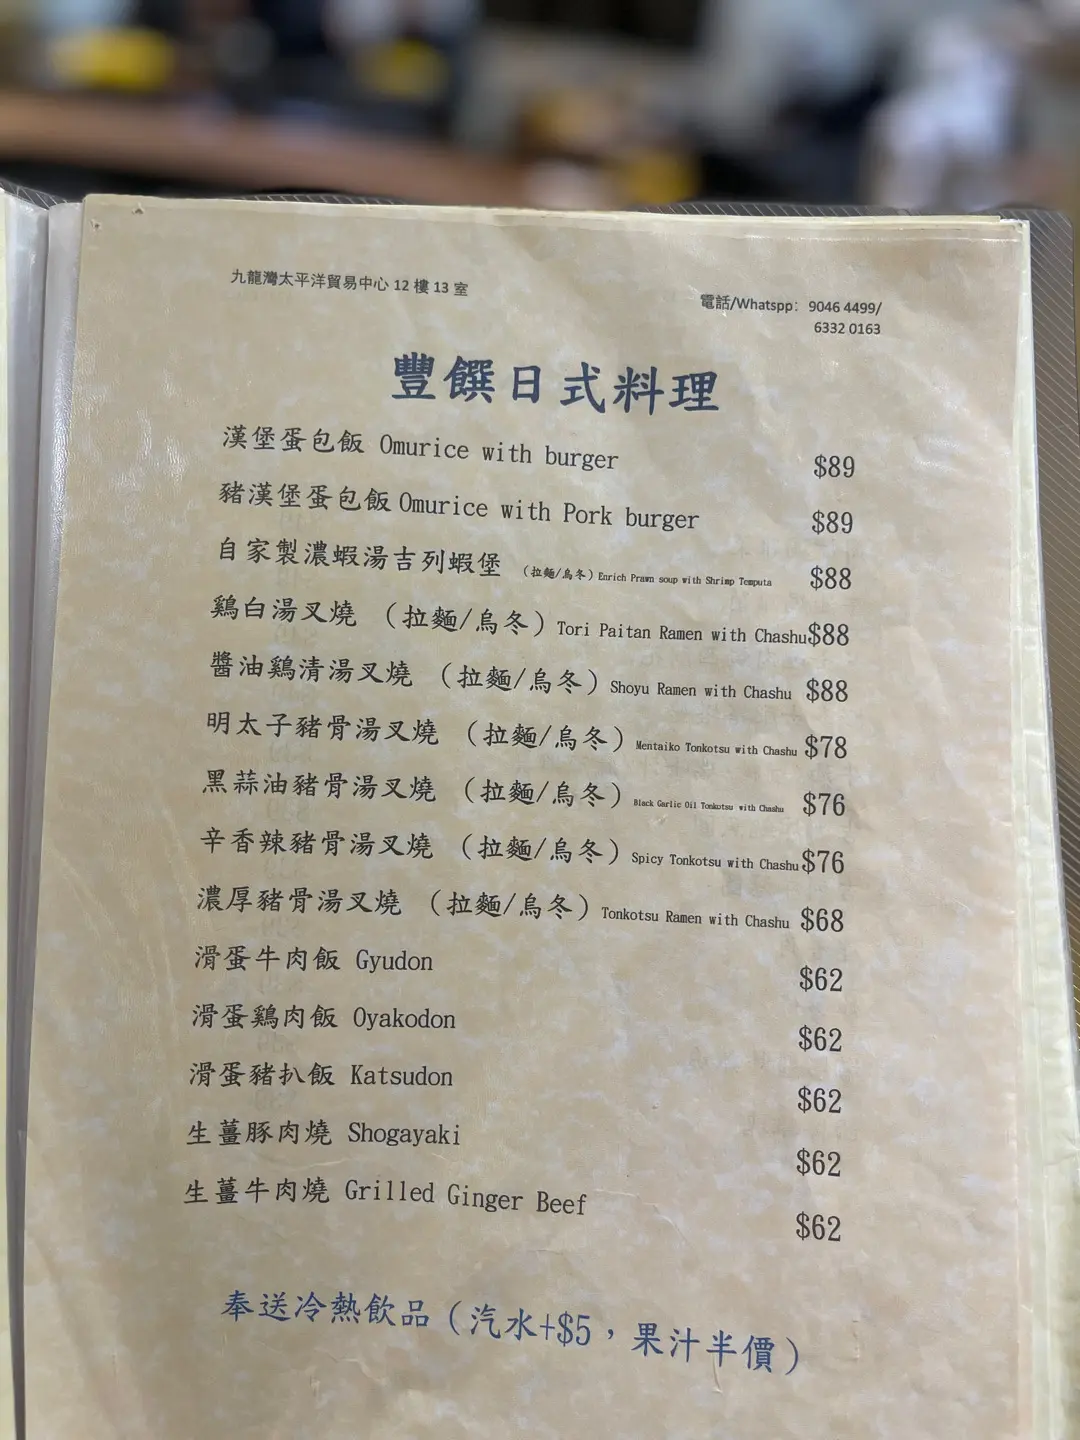 九龍灣太平洋貿易中心 12 樓 13 室
電話/Whatspp： 9046 4499/
6332 0163
豐饌日式料理
漢堡蛋包飯 Omurice with burger $89
豬漢堡蛋包飯 Omurice with Pork burger $89
自家製濃蝦湯吉列蝦堡 （拉麵/烏冬）Enrich Prawn soup with Shrimp Temputa $88
鷄白湯叉燒 （拉麵/烏冬）Tori Paitan Ramen with Chashu $88
醬油鷄清湯叉燒 （拉麵/烏冬）Shoyu Ramen with Chashu $88
明太子豬骨湯叉燒 （拉麵/烏冬）Mentaiko Tonkotsu with Chashu $78
黑蒜油豬骨湯叉燒 （拉麵/烏冬）Black Garlic Oil Tonkotsu with Chashu $76
辛香辣豬骨湯叉燒 （拉麵/烏冬）Spicy Tonkotsu with Chashu $76
濃厚豬骨湯叉燒 （拉麵/烏冬）Tonkotsu Ramen with Chashu $68
滑蛋牛肉飯 Gyudon $62
滑蛋鷄肉飯 Oyakodon $62
滑蛋豬扒飯 Katsudon $62
生薑豚肉燒 Shogayaki $62
生薑牛肉燒 Grilled Ginger Beef $62
奉送冷熱飲品（汽水+$5，果汁半價）